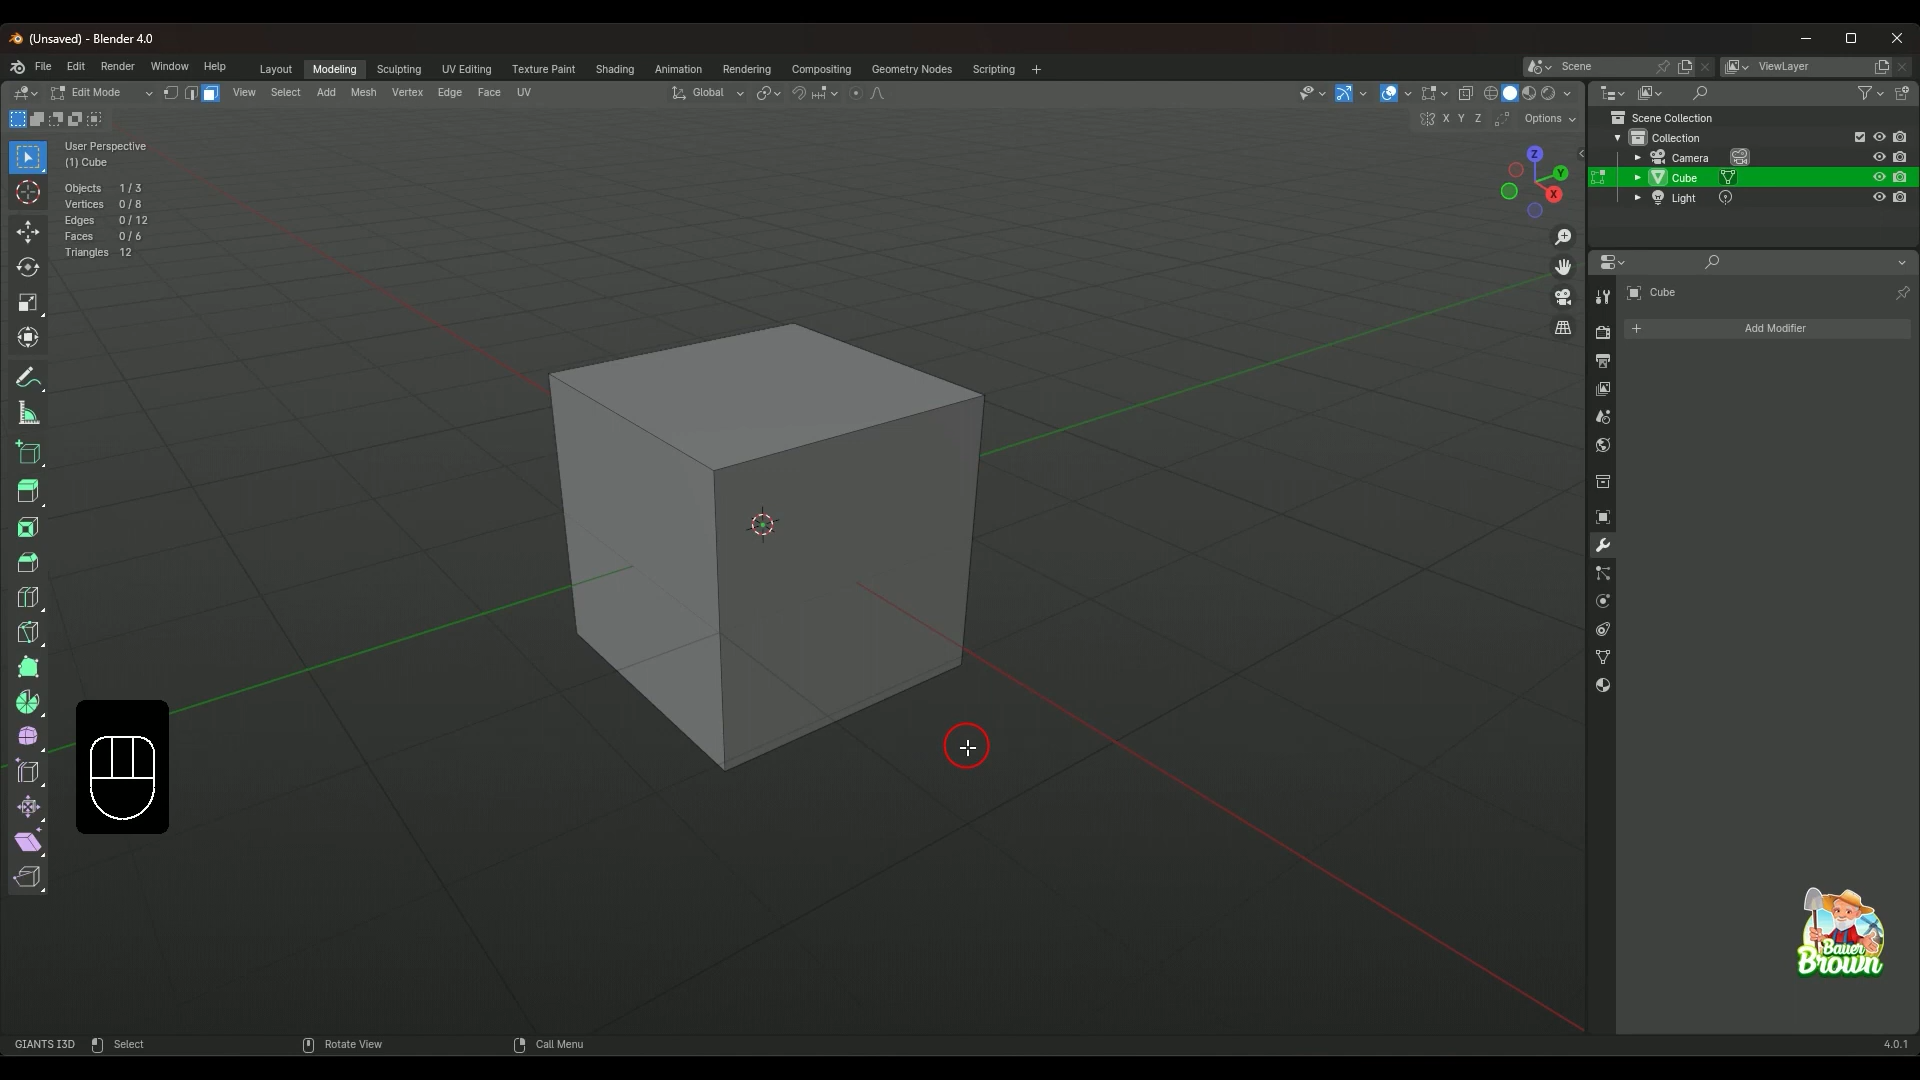 (Unsaved) - Blender 4.0
File Edit Render Window Help Layout Modeling Sculpting UV Editing Texture Paint Shading Animation Rendering Compositing Geometry Nodes Scripting + Scene ViewLayer
Edit Mode View Select Add Mesh Vertex Edge Face UV Global
X Y Z Options
User Perspective
(1) Cube
Objects 1 / 3
Vertices 0 / 8
Edges 0 / 12
Faces 0 / 6
Triangles 12
Z
Y
X
Scene Collection
Collection
Camera
Cube
Light
Cube
+ Add Modifier
Bauer
Brown
GIANTS I3D Select Rotate View Call Menu 4.0.1